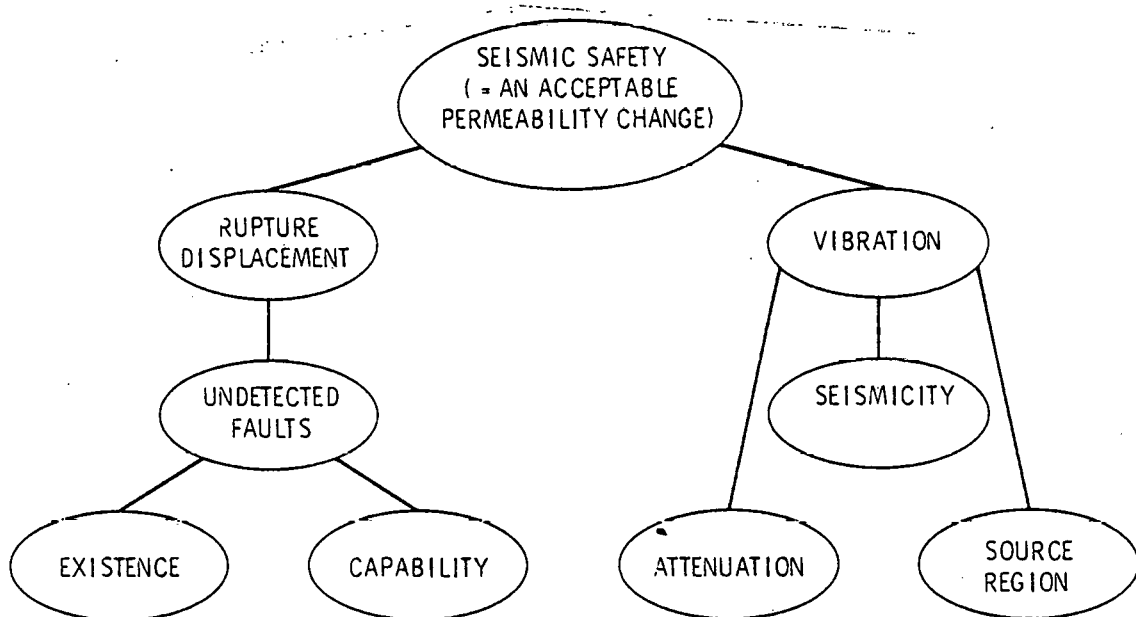 SEISMIC SAFETY
( = AN ACCEPTABLE
PERMEABILITY CHANGE)
RUPTURE
DISPLACEMENT
VIBRATION
UNDETECTED
FAULTS
SEISMICITY
EXISTENCE
CAPABILITY
ATTENUATION
SOURCE
REGION